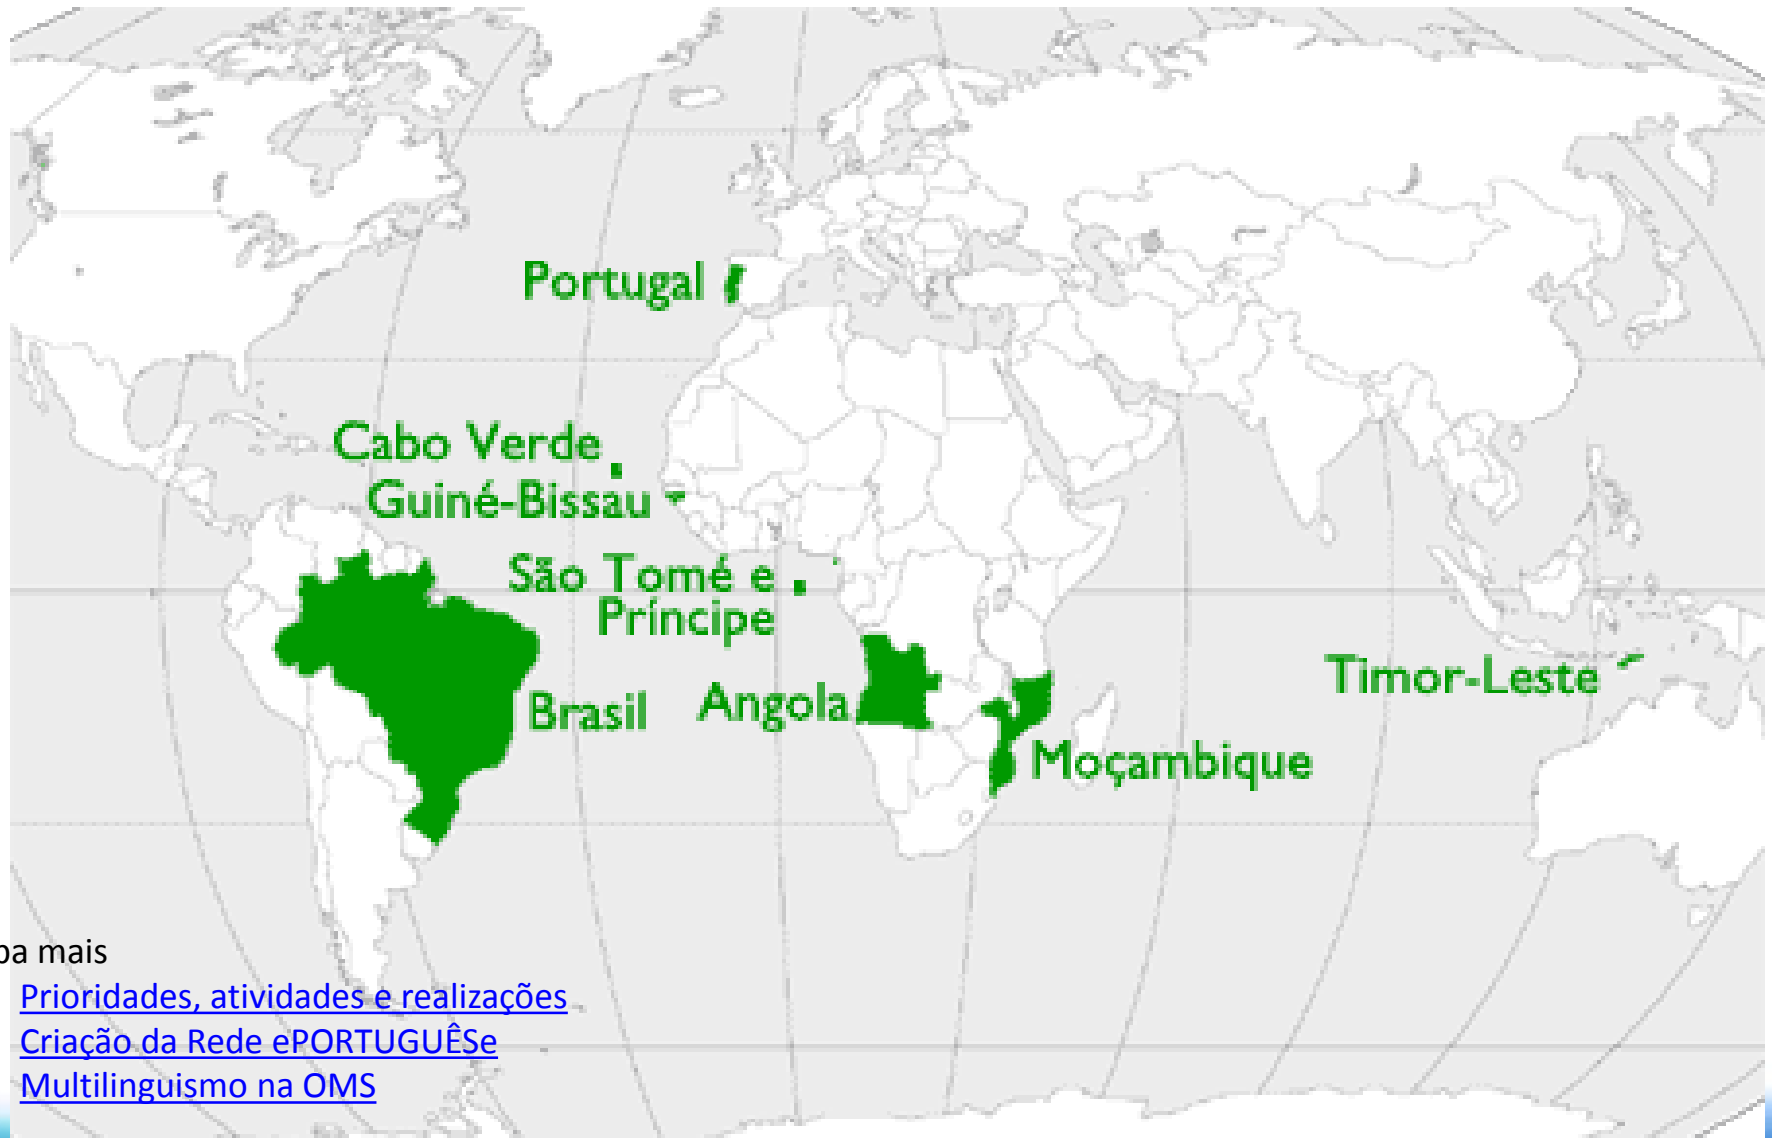 Portugal
Cabo Verde
Guiné-Bissau
São Tomé e
Príncipe
Brasil
Angola
Timor-Leste
Moçambique
ba mais
Prioridades, atividades e realizações
Criação da Rede ePORTUGUÊSe
Multilinguismo na OMS